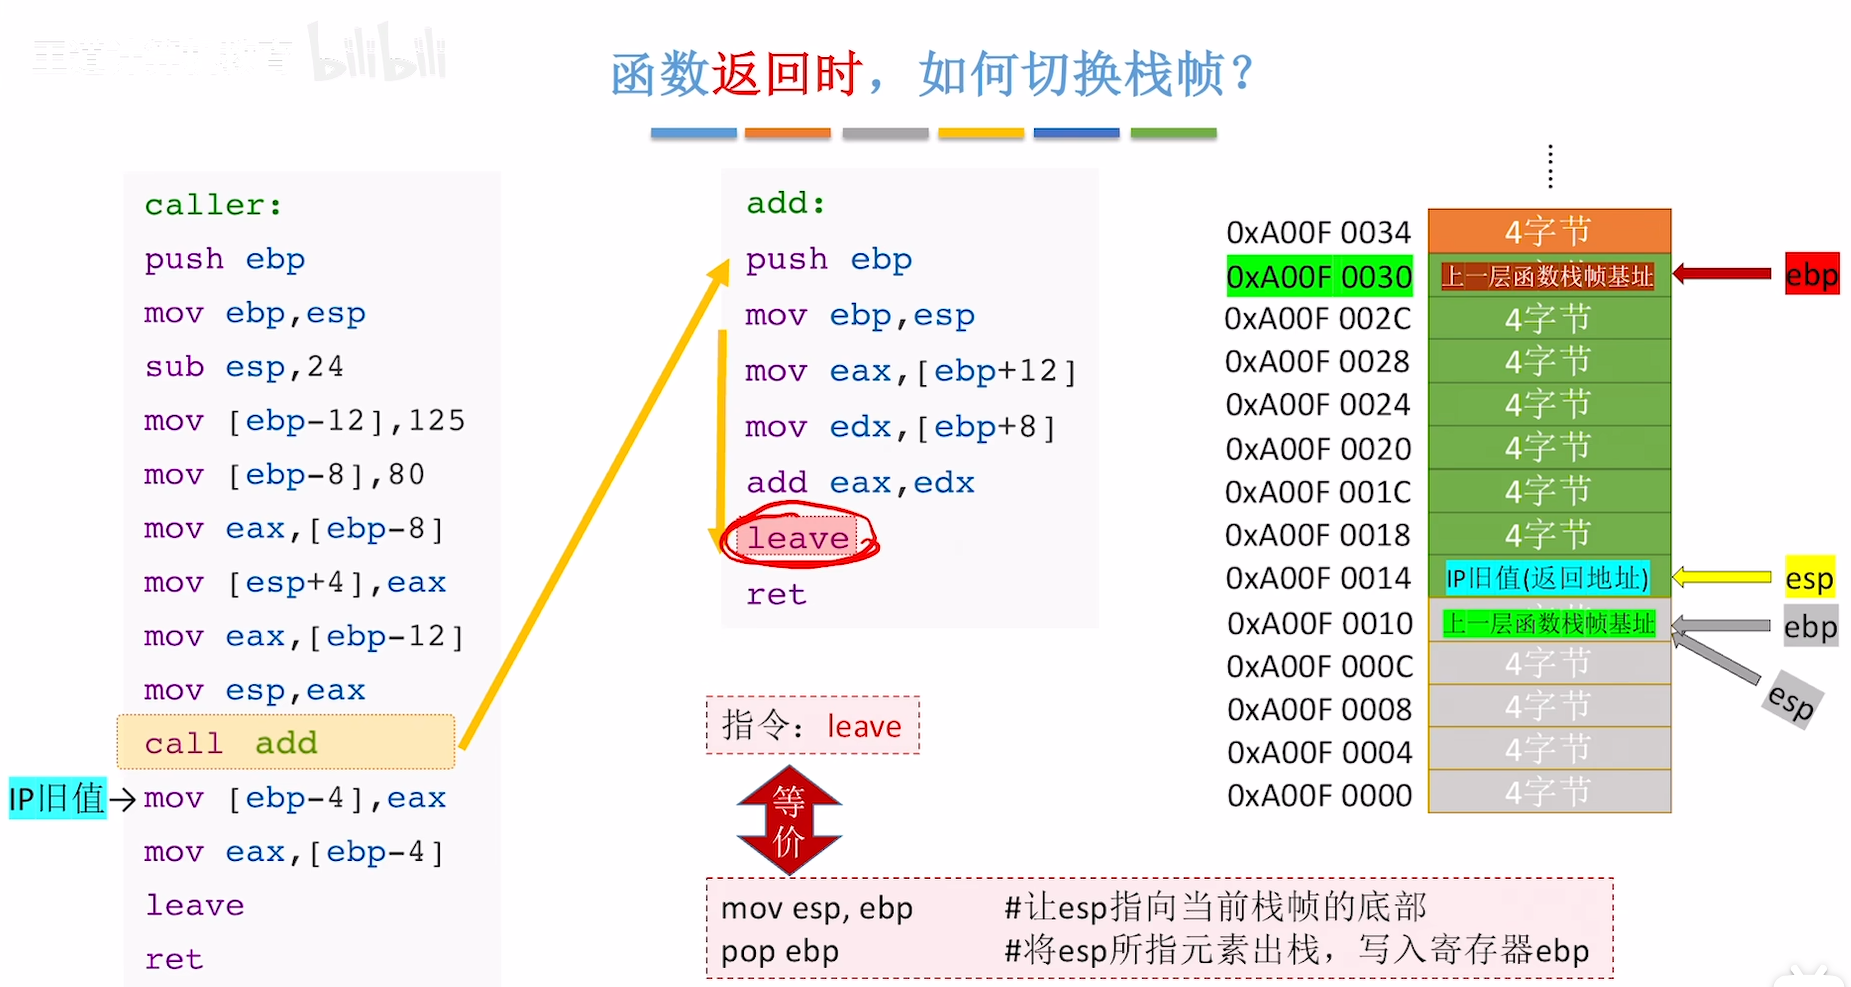 bilibili
函数返回时，如何切换栈帧？
caller:
push ebp
mov ebp,esp
sub esp,24
mov [ebp-12],125
mov [ebp-8],80
mov eax,[ebp-8]
mov [esp+4],eax
mov eax,[ebp-12]
mov esp,eax
call add
IP旧值→mov [ebp-4],eax
mov eax,[ebp-4]
leave
ret
add:
push ebp
mov ebp,esp
mov eax,[ebp+12]
mov edx,[ebp+8]
add eax,edx
leave
ret
指令：leave
等
价
mov esp, ebp #让esp指向当前栈帧的底部
pop ebp #将esp所指元素出栈，写入寄存器ebp
0xA00F 0034 4字节
0xA00F 0030 上一层函数栈帧基址 ebp
0xA00F 002C 4字节
0xA00F 0028 4字节
0xA00F 0024 4字节
0xA00F 0020 4字节
0xA00F 001C 4字节
0xA00F 0018 4字节
0xA00F 0014 IP旧值(返回地址) esp
0xA00F 0010 上一层函数栈帧基址 ebp
0xA00F 000C 4字节
esp
0xA00F 0008 4字节
0xA00F 0004 4字节
0xA00F 0000 4字节